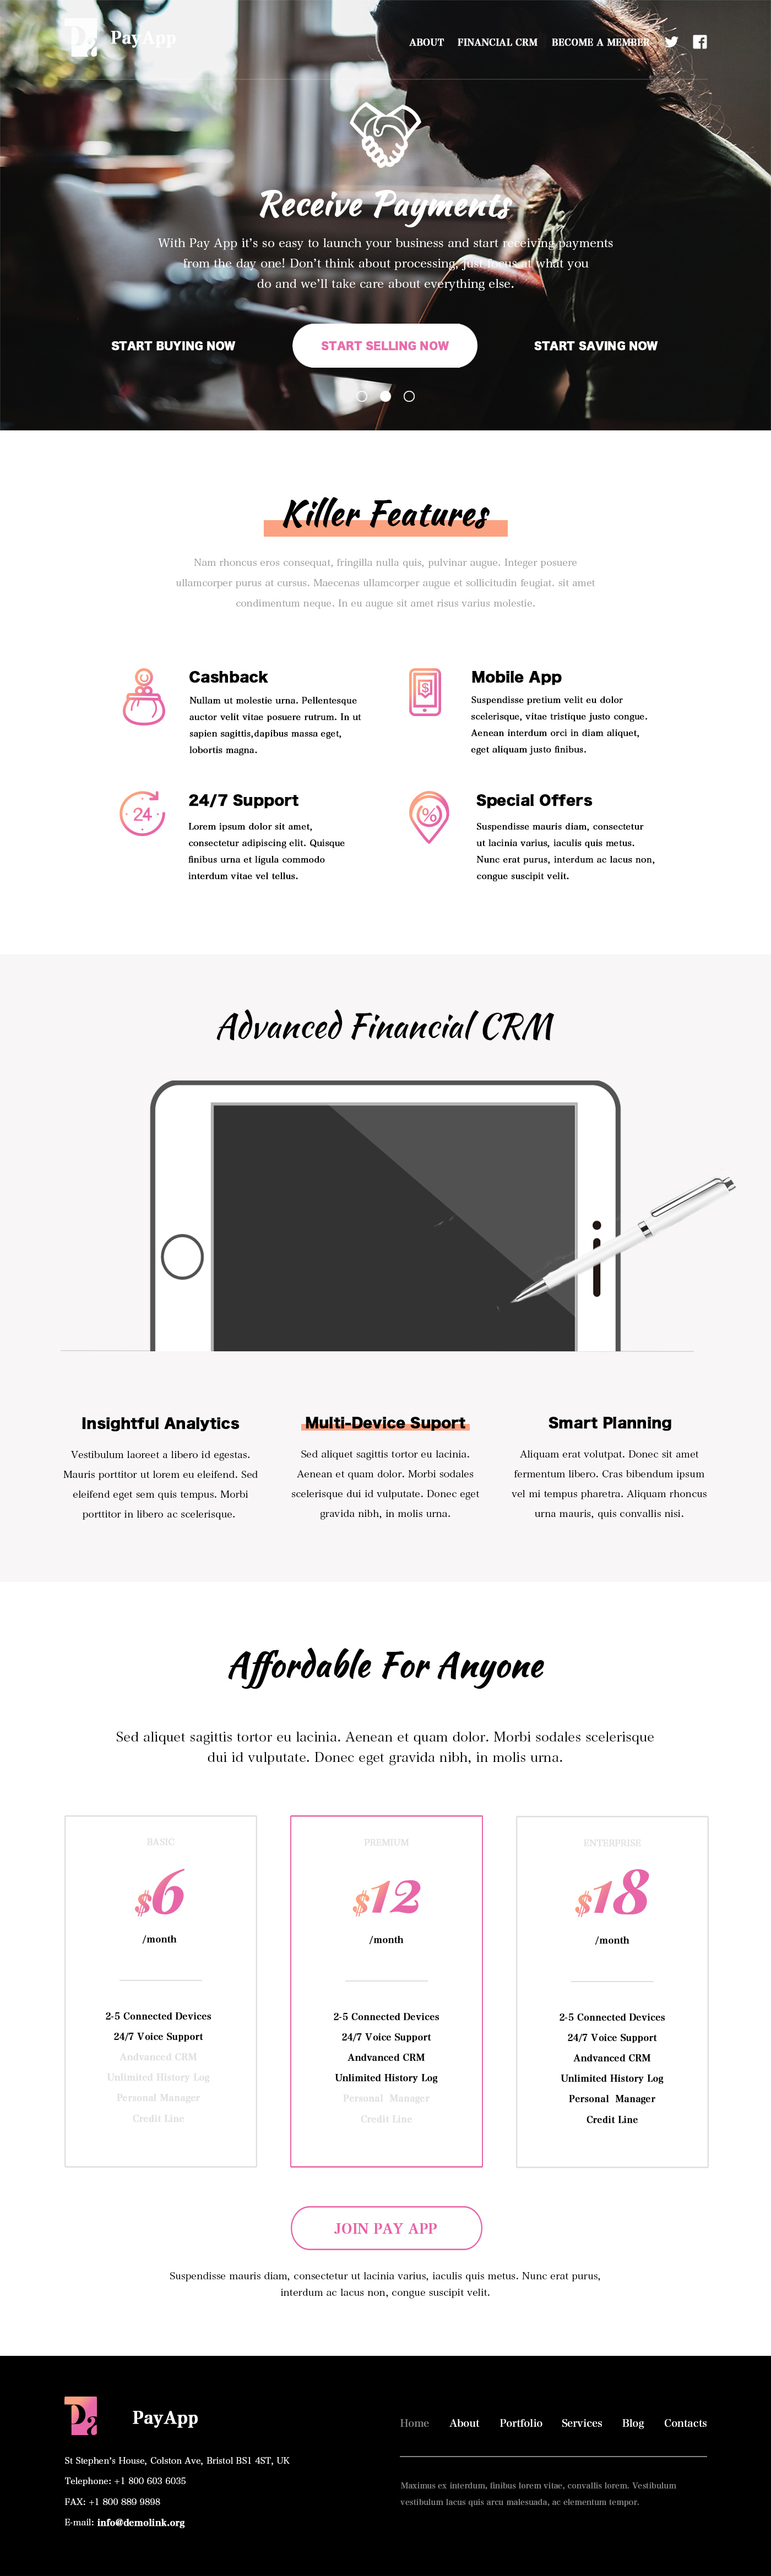 PayApp
ABOUT FINANCIAL CRM BECOME A MEMBER
Receive Payments
With Pay App it's so easy to launch your business and start receiving payments
from the day one! Don't think about processing, just focus at what you
do and we'll take care about everything else.
START BUYING NOW
START SELLING NOW
START SAVING NOW
Killer Features
Nam rhoncus eros consequat, fringilla nulla quis, pulvinar augue. Integer posuere
ullamcorper purus at cursus. Maecenas ullamcorper augue et sollicitudin feugiat. sit amet
condimentum neque. In eu augue sit amet risus varius molestie.
Cashback
Nullam ut molestie urna. Pellentesque
auctor velit vitae posuere rutrum. In ut
sapien sagittis,dapibus massa eget,
lobortis magna.
$
Mobile App
Suspendisse pretium velit eu dolor
scelerisque, vitae tristique justo congue.
Aenean interdum orci in diam aliquet,
eget aliquam justo finibus.
24
24/7 Support
Lorem ipsum dolor sit amet,
consectetur adipiscing elit. Quisque
finibus urna et ligula commodo
interdum vitae vel tellus.
%
Special Offers
Suspendisse mauris diam, consectetur
ut lacinia varius, iaculis quis metus.
Nunc erat purus, interdum ac lacus non,
congue suscipit velit.
Advanced Financial CRM
Insightful Analytics
Vestibulum laoreet a libero id egestas.
Mauris porttitor ut lorem eu eleifend. Sed
eleifend eget sem quis tempus. Morbi
porttitor in libero ac scelerisque.
Multi-Device Suport
Sed aliquet sagittis tortor eu lacinia.
Aenean et quam dolor. Morbi sodales
scelerisque dui id vulputate. Donec eget
gravida nibh, in molis urna.
Smart Planning
Aliquam erat volutpat. Donec sit amet
fermentum libero. Cras bibendum ipsum
vel mi tempus pharetra. Aliquam rhoncus
urna mauris, quis convallis nisi.
Affordable For Anyone
Sed aliquet sagittis tortor eu lacinia. Aenean et quam dolor. Morbi sodales scelerisque
dui id vulputate. Donec eget gravida nibh, in molis urna.
BASIC
$6
/month
2-5 Connected Devices
24/7 Voice Support
Andvanced CRM
Unlimited History Log
Personal Manager
Credit Line
PREMIUM
$12
/month
2-5 Connected Devices
24/7 Voice Support
Andvanced CRM
Unlimited History Log
Personal Manager
Credit Line
ENTERPRISE
$18
/month
2-5 Connected Devices
24/7 Voice Support
Andvanced CRM
Unlimited History Log
Personal Manager
Credit Line
JOIN PAY APP
Suspendisse mauris diam, consectetur ut lacinia varius, iaculis quis metus. Nunc erat purus,
interdum ac lacus non, congue suscipit velit.
PayApp
St Stephen's House, Colston Ave, Bristol BS1 4ST, UK
Telephone: +1 800 603 6035
FAX: +1 800 889 9898
E-mail: info@demolink.org
Home About Portfolio Services Blog Contacts
Maximus ex interdum, finibus lorem vitae, convallis lorem. Vestibulum
vestibulum lacus quis arcu malesuada, ac elementum tempor.